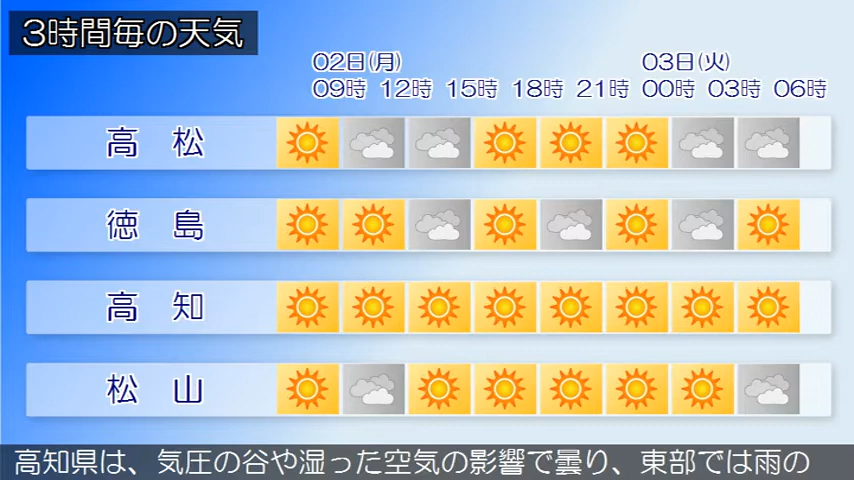 3時間毎の天気
02日(月) 03日(火)
09時 12時 15時 18時 21時 00時 03時 06時
高松
徳島
高知
松山
高知県は、気圧の谷や湿った空気の影響で曇り、東部では雨の